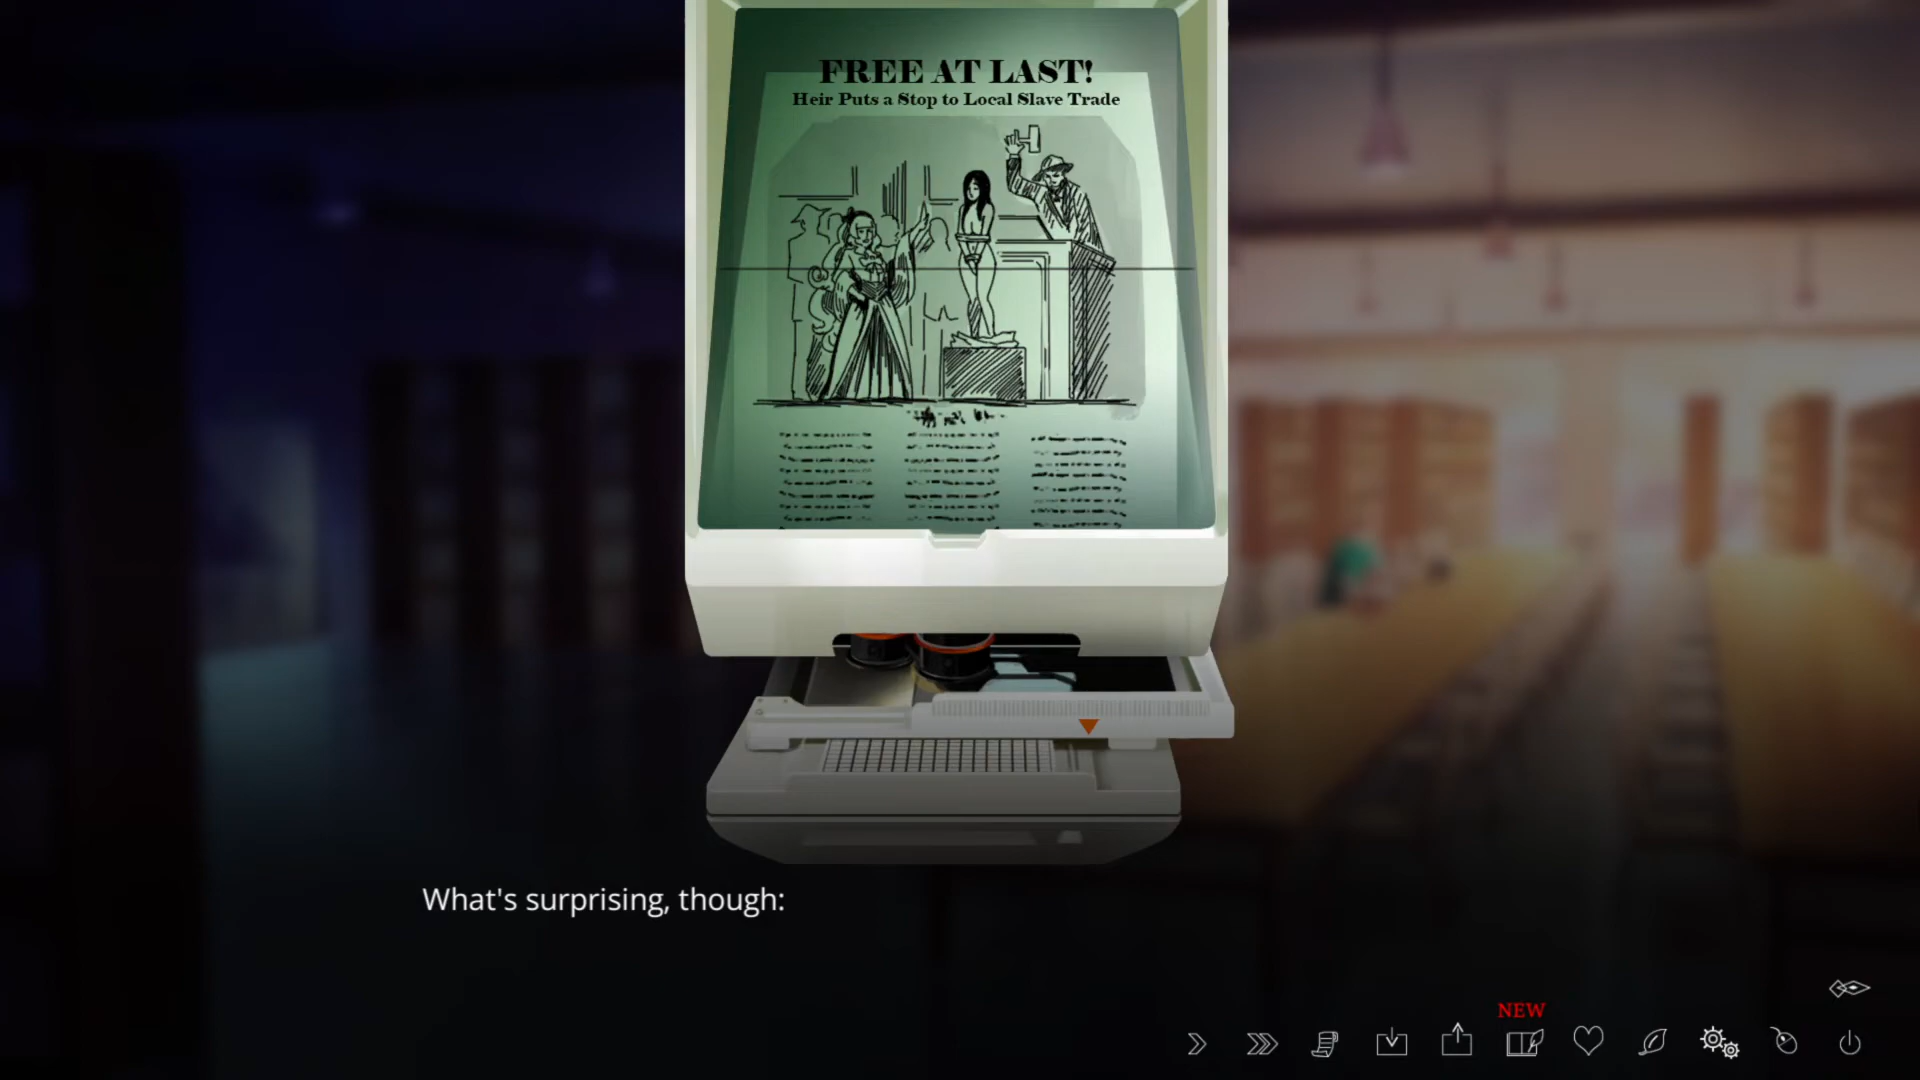 FREE AT LAST!
Heir Puts a Stop to Local Slave Trade
What's surprising, though:
NEW